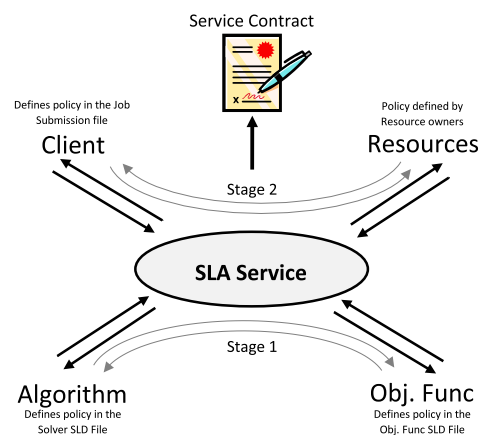 Service Contract
x
Defines policy in the Job
Submission file
Client
Policy defined by
Resource owners
Resources
Stage 2
SLA Service
Stage 1
Algorithm
Defines policy in the
Solver SLD File
Obj. Func
Defines policy in the
Obj. Func SLD File